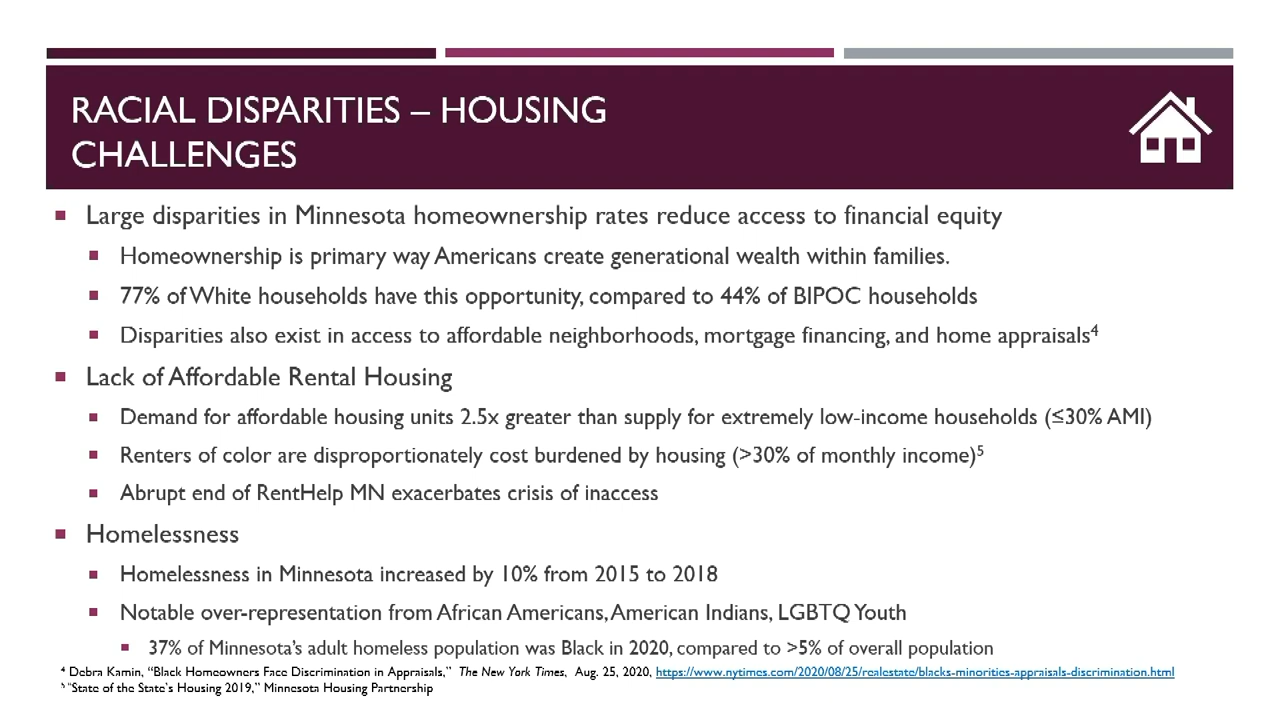 RACIAL DISPARITIES – HOUSING
CHALLENGES
Large disparities in Minnesota homeownership rates reduce access to financial equity
Homeownership is primary way Americans create generational wealth within families.
77% of White households have this opportunity, compared to 44% of BIPOC households
Disparities also exist in access to affordable neighborhoods, mortgage financing, and home appraisals⁴
Lack of Affordable Rental Housing
Demand for affordable housing units 2.5x greater than supply for extremely low-income households (≤30% AMI)
Renters of color are disproportionately cost burdened by housing (>30% of monthly income)⁵
Abrupt end of RentHelp MN exacerbates crisis of inaccess
Homelessness
Homelessness in Minnesota increased by 10% from 2015 to 2018
Notable over-representation from African Americans, American Indians, LGBTQ Youth
37% of Minnesota's adult homeless population was Black in 2020, compared to >5% of overall population
⁴ Debra Kamin, "Black Homeowners Face Discrimination in Appraisals," The New York Times, Aug. 25, 2020, https://www.nytimes.com/2020/08/25/realestate/blacks-minorities-appraisals-discrimination.html
⁵ "State of the State's Housing 2019," Minnesota Housing Partnership